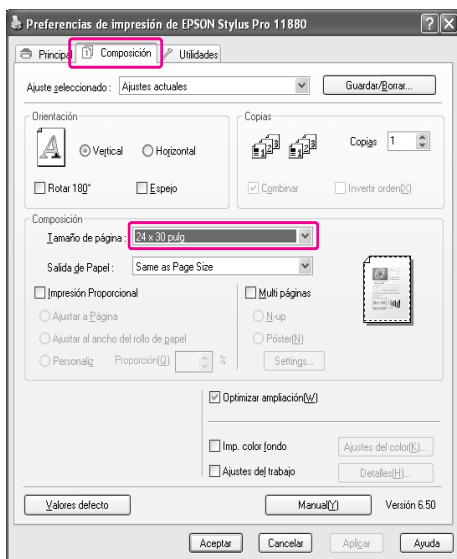 Preferencias de impresión de EPSON Stylus Pro 11880
Principal Composición Utilidades
Ajuste seleccionado : Ajustes actuales Guardar/Borrar...
Orientación
Vertical Horizontal
Rotar 180° Espejo
Copias
Copias 1
Combinar Invertir orden(X)
Composición
Tamaño de página : 24 x 30 pulg
Salida de Papel : Same as Page Size
Impresión Proporcional
Ajustar a Página
Ajustar al ancho del rollo de papel
Personaliz Proporción(Q) %
Multi páginas
N-up
Póster(N)
Settings...
Optimizar ampliación(W)
Imp. color fondo Ajustes del color(K)...
Ajustes del trabajo Detalles(H)...
Valores defecto Manual(Y) Versión 6.50
Aceptar Cancelar Aplicar Ayuda